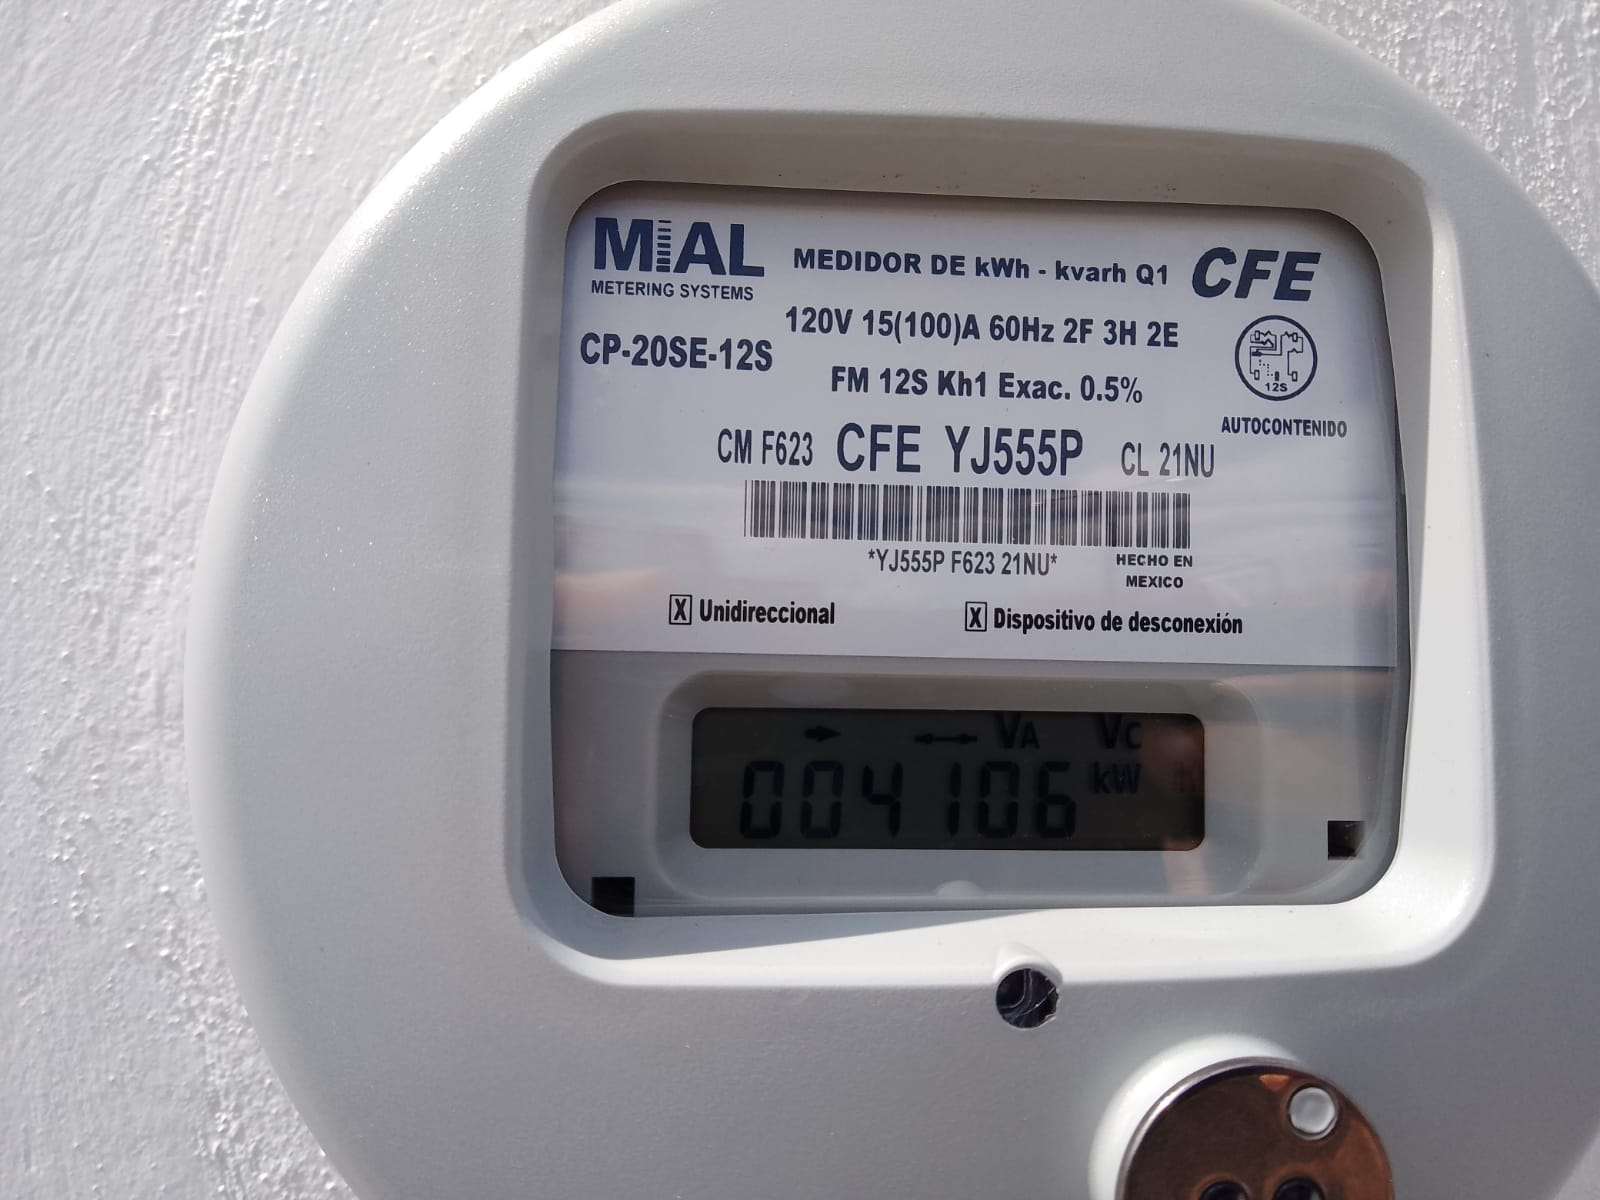 MIAL
METERING SYSTEMS
MEDIDOR DE kWh - kvarh Q1
CFE
120V 15(100)A 60Hz 2F 3H 2E
CP-20SE-12S
FM 12S Kh1 Exac. 0.5%
12S
AUTOCONTENIDO
CM F623 CFE YJ555P CL 21NU
*YJ555P F623 21NU*
HECHO EN
MEXICO
X Unidireccional
X Dispositivo de desconexión
VA VC
004106 kW